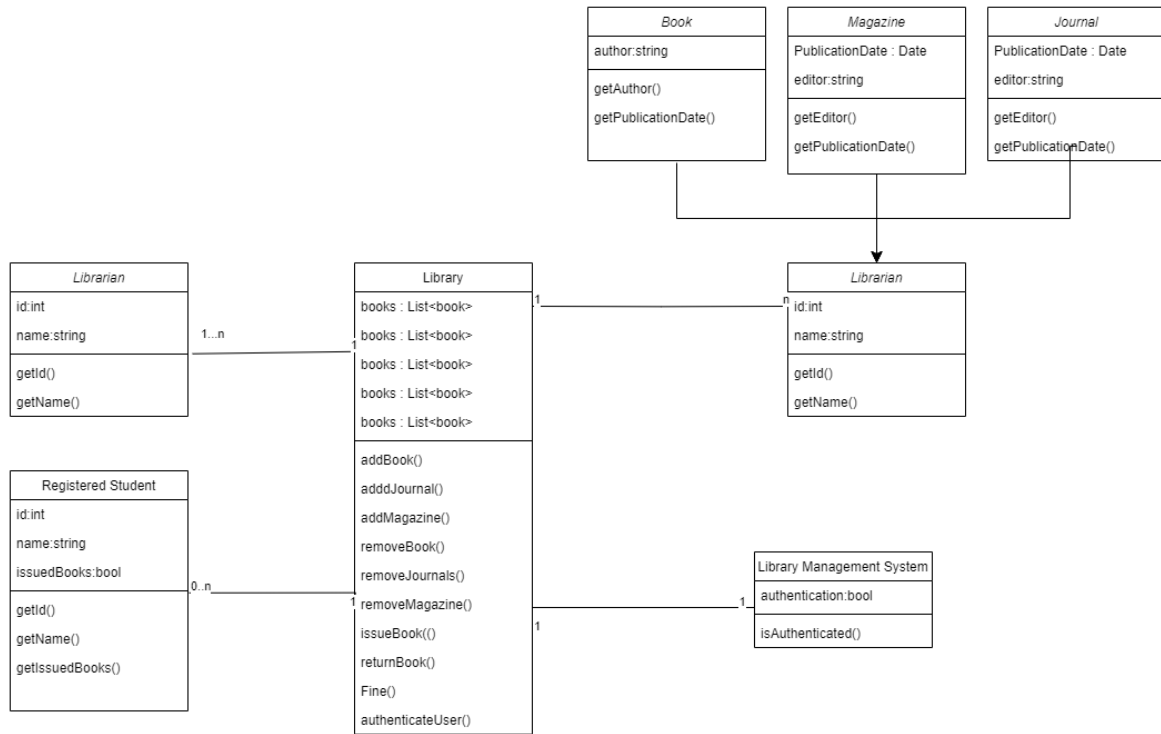 Book
author:string
getAuthor()
getPublicationDate()
Magazine
PublicationDate : Date
editor:string
getEditor()
getPublicationDate()
Journal
PublicationDate : Date
editor:string
getEditor()
getPublicationDate()
Librarian
id:int
name:string
getId()
getName()
1...n
1
Library
books : List<book>
books : List<book>
books : List<book>
books : List<book>
books : List<book>
addBook()
adddJournal()
addMagazine()
removeBook()
removeJournals()
removeMagazine()
issueBook(()
returnBook()
Fine()
authenticateUser()
1
n
Librarian
id:int
name:string
getId()
getName()
Registered Student
id:int
name:string
issuedBooks:bool
getId()
getName()
getIssuedBooks()
0..n
1
1
1
Library Management System
authentication:bool
isAuthenticated()